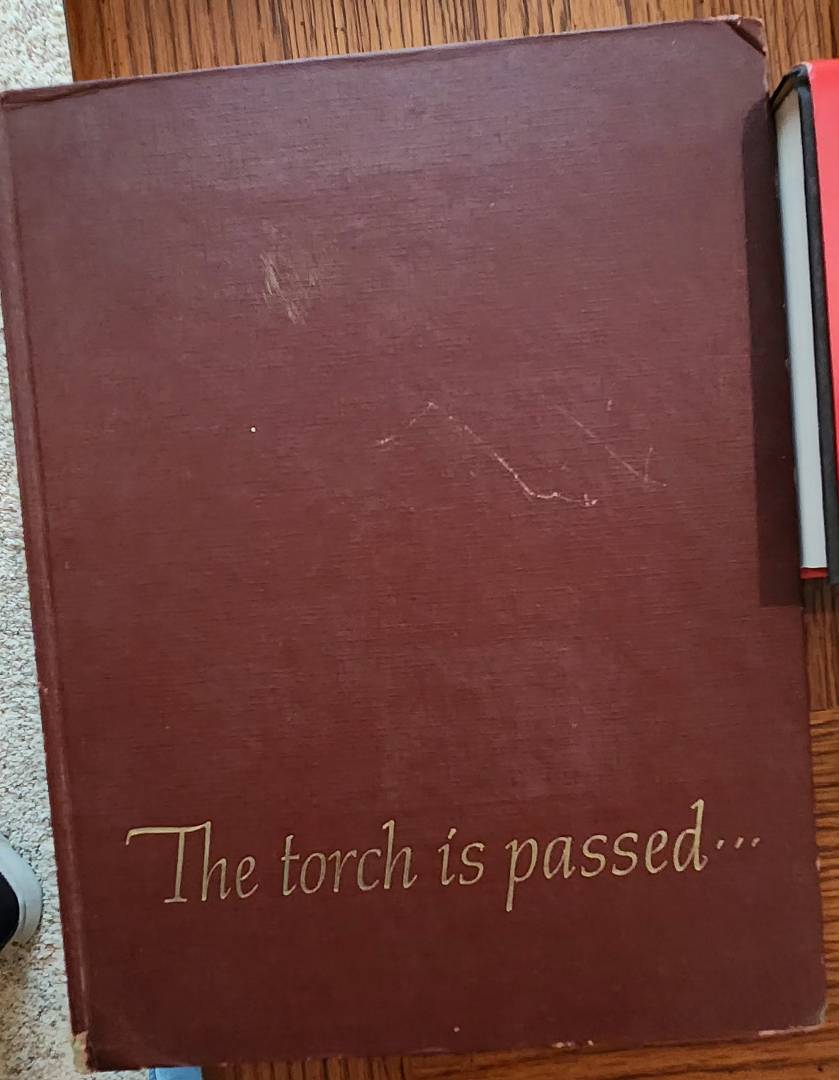 The torch is passed...